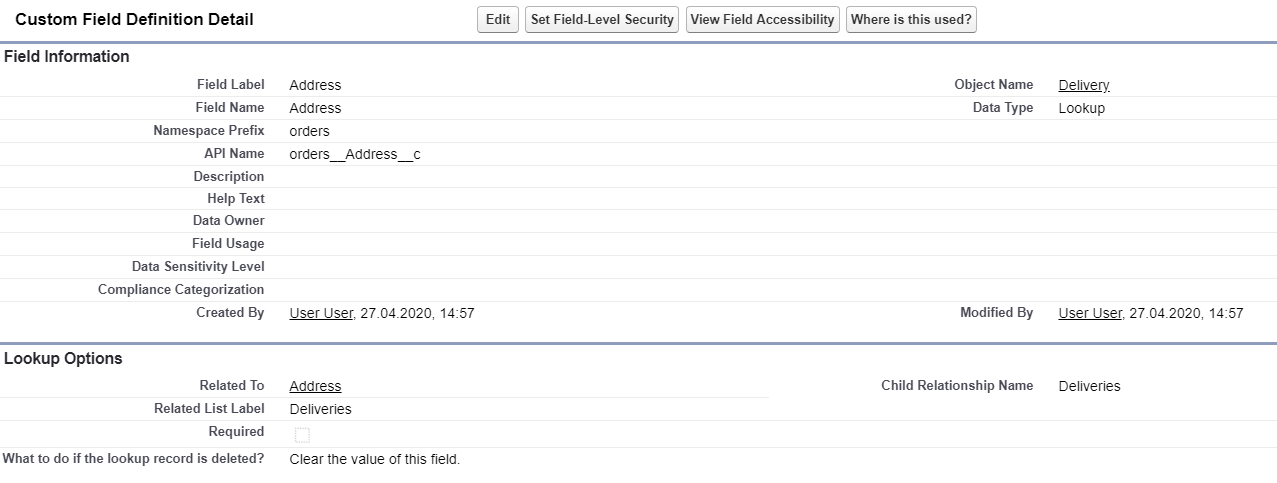 Custom Field Definition Detail Edit Set Field-Level Security View Field Accessibility Where is this used?
Field Information
Field Label Address Object Name Delivery
Field Name Address Data Type Lookup
Namespace Prefix orders
API Name orders__Address__c
Description
Help Text
Data Owner
Field Usage
Data Sensitivity Level
Compliance Categorization
Created By User User, 27.04.2020, 14:57 Modified By User User, 27.04.2020, 14:57
Lookup Options
Related To Address Child Relationship Name Deliveries
Related List Label Deliveries
Required
What to do if the lookup record is deleted? Clear the value of this field.